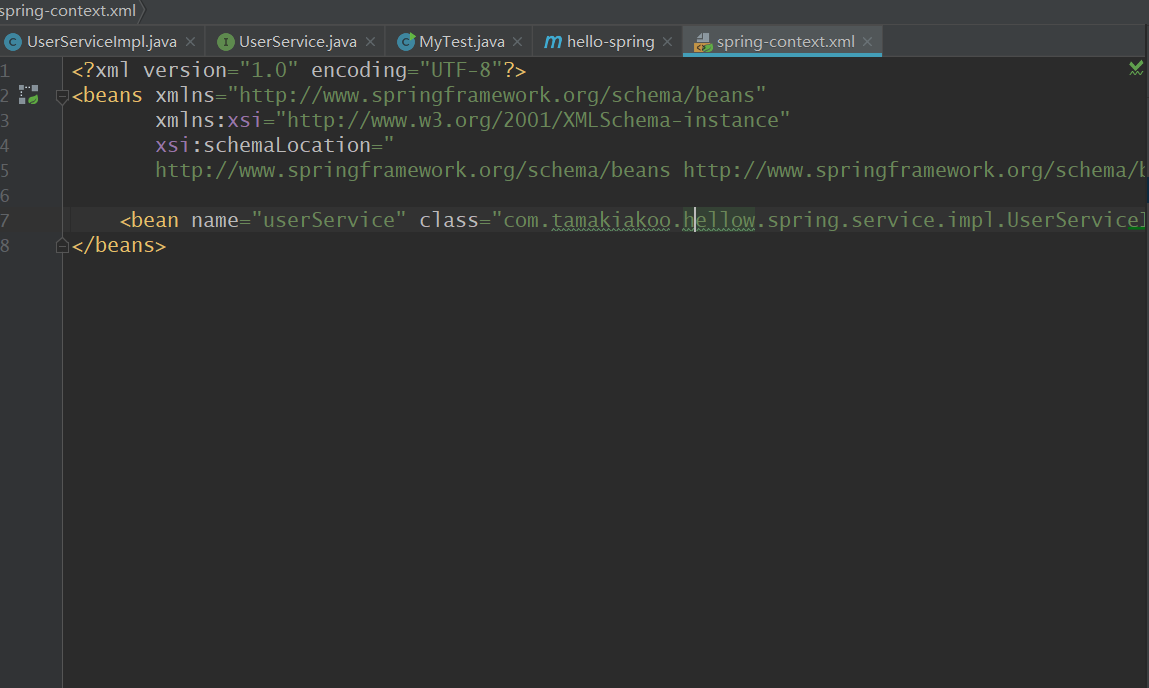 spring-context.xml
UserServiceImpl.java UserService.java MyTest.java hello-spring spring-context.xml
1 <?xml version="1.0" encoding="UTF-8"?>
2 <beans xmlns="http://www.springframework.org/schema/beans"
3 xmlns:xsi="http://www.w3.org/2001/XMLSchema-instance"
4 xsi:schemaLocation="
5 http://www.springframework.org/schema/beans http://www.springframework.org/schema/b
6
7 <bean name="userService" class="com.tamakiakoo.hellow.spring.service.impl.UserServiceI
8 </beans>